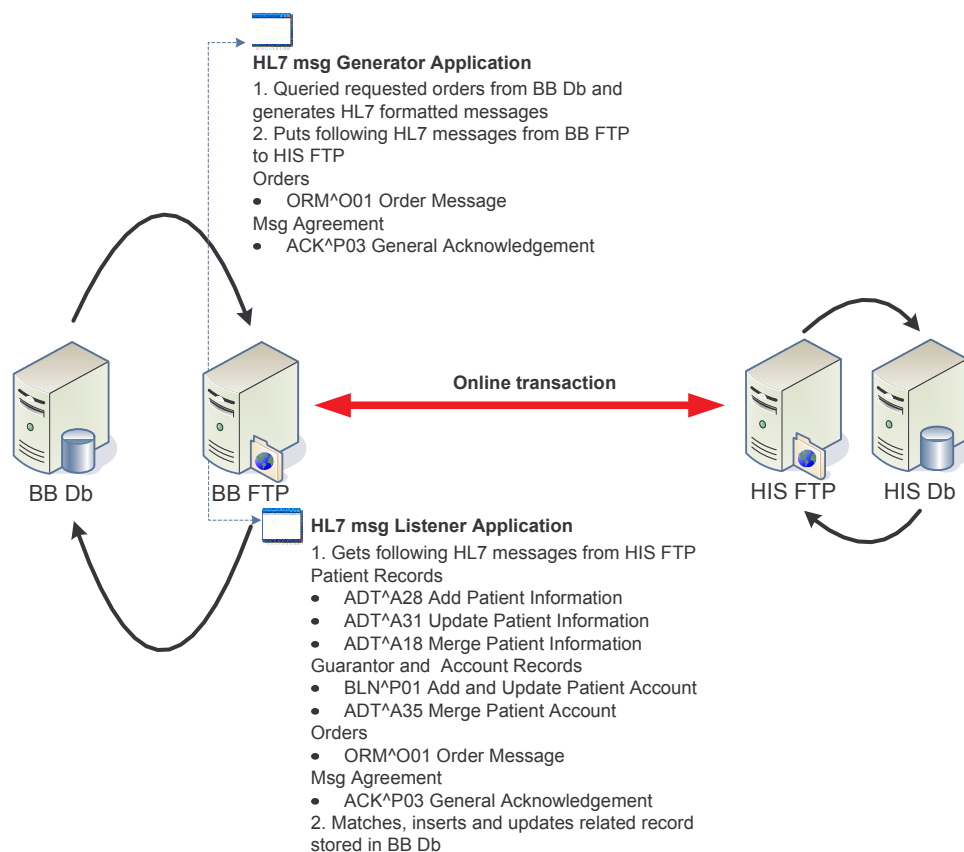 HL7 msg Generator Application
1. Queried requested orders from BB Db and
generates HL7 formatted messages
2. Puts following HL7 messages from BB FTP
to HIS FTP
Orders
• ORM^O01 Order Message
Msg Agreement
• ACK^P03 General Acknowledgement
Online transaction
BB Db
BB FTP
HIS FTP
HIS Db
HL7 msg Listener Application
1. Gets following HL7 messages from HIS FTP
Patient Records
• ADT^A28 Add Patient Information
• ADT^A31 Update Patient Information
• ADT^A18 Merge Patient Information
Guarantor and Account Records
• BLN^P01 Add and Update Patient Account
• ADT^A35 Merge Patient Account
Orders
• ORM^O01 Order Message
Msg Agreement
• ACK^P03 General Acknowledgement
2. Matches, inserts and updates related record
stored in BB Db